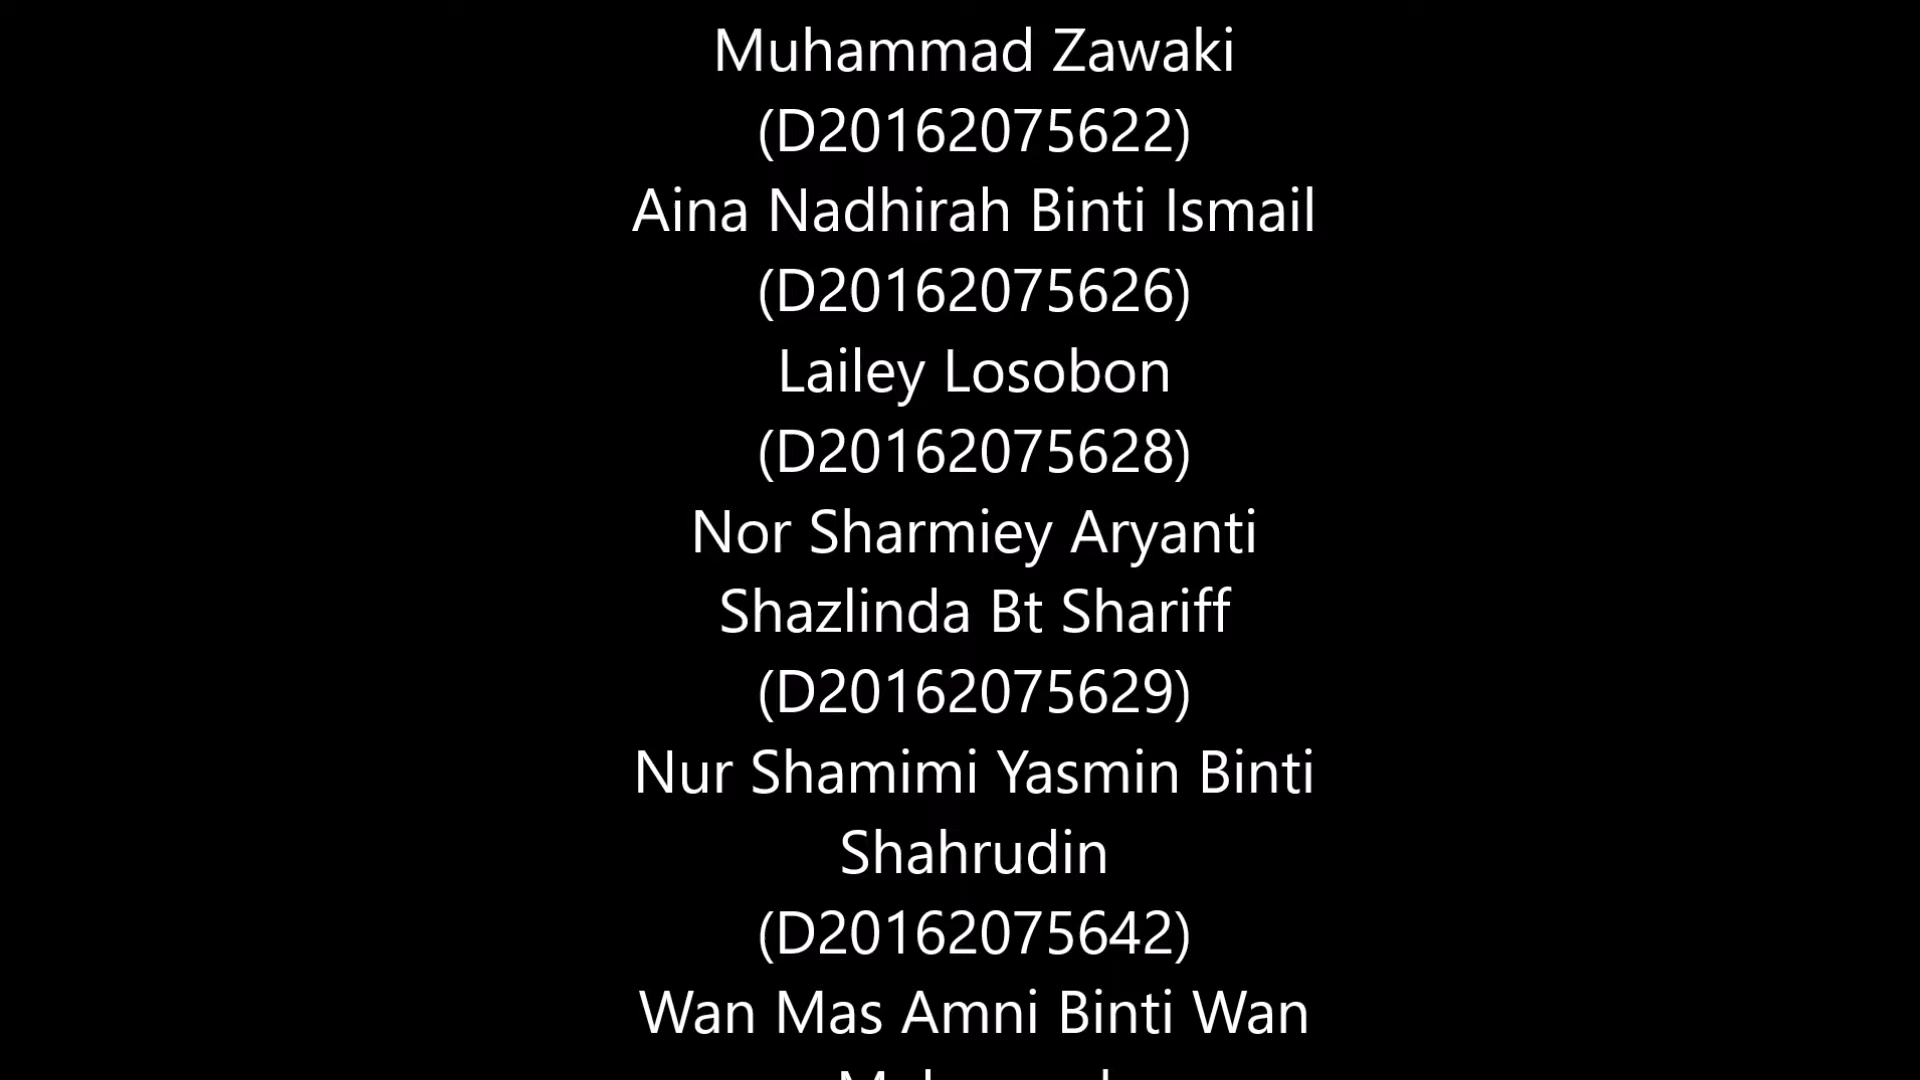 Muhammad Zawaki
(D20162075622)
Aina Nadhirah Binti Ismail
(D20162075626)
Lailey Losobon
(D20162075628)
Nor Sharmiey Aryanti
Shazlinda Bt Shariff
(D20162075629)
Nur Shamimi Yasmin Binti
Shahrudin
(D20162075642)
Wan Mas Amni Binti Wan